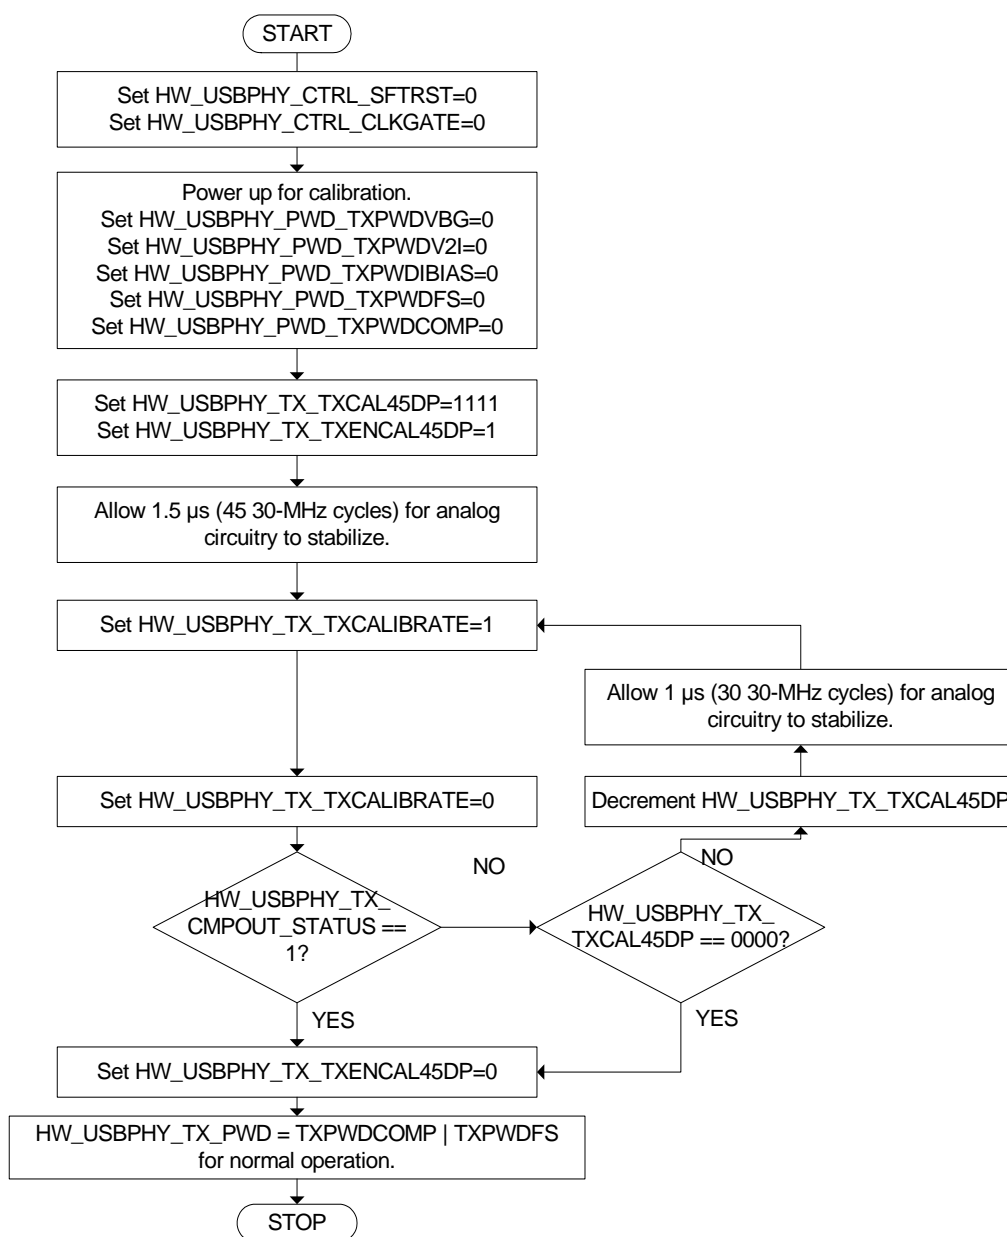 START
Set HW_USBPHY_CTRL_SFTRST=0
Set HW_USBPHY_CTRL_CLKGATE=0
Power up for calibration.
Set HW_USBPHY_PWD_TXPWDVBG=0
Set HW_USBPHY_PWD_TXPWDV2I=0
Set HW_USBPHY_PWD_TXPWDIBIAS=0
Set HW_USBPHY_PWD_TXPWDFS=0
Set HW_USBPHY_PWD_TXPWDCOMP=0
Set HW_USBPHY_TX_TXCAL45DP=1111
Set HW_USBPHY_TX_TXENCAL45DP=1
Allow 1.5 µs (45 30-MHz cycles) for analog
circuitry to stabilize.
Set HW_USBPHY_TX_TXCALIBRATE=1
Allow 1 µs (30 30-MHz cycles) for analog
circuitry to stabilize.
Set HW_USBPHY_TX_TXCALIBRATE=0
Decrement HW_USBPHY_TX_TXCAL45DP
HW_USBPHY_TX_
CMPOUT_STATUS ==
1?
NO
HW_USBPHY_TX_
TXCAL45DP == 0000?
NO
YES
YES
Set HW_USBPHY_TX_TXENCAL45DP=0
HW_USBPHY_TX_PWD = TXPWDCOMP | TXPWDFS
for normal operation.
STOP